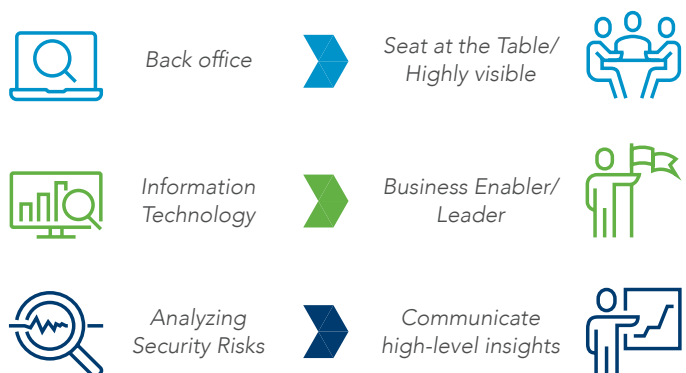 Back office
Seat at the Table/
Highly visible
Information
Technology
Business Enabler/
Leader
Analyzing
Security Risks
Communicate
high-level insights